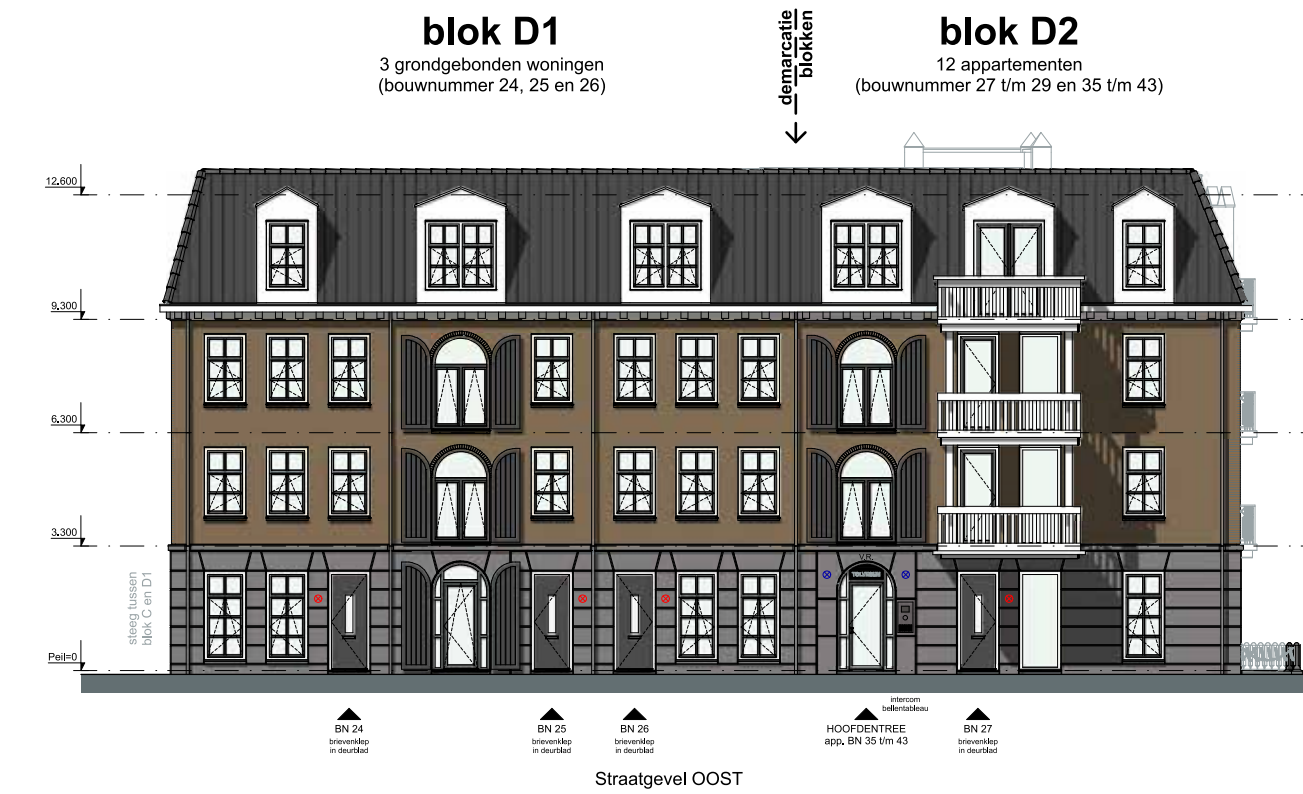 blok D1
3 grondgebonden woningen
(bouwnummer 24, 25 en 26)
demarcatie
blokken
blok D2
12 appartementen
(bouwnummer 27 t/m 29 en 35 t/m 43)
12.600
9.300
6.300
3.300
Peil=0
steeg tussen
blok C en D1
V.R.
intercom
bellentableau
BN 24
brievenklep
in deurblad
BN 25
brievenklep
in deurblad
BN 26
brievenklep
in deurblad
HOOFDENTREE
app. BN 35 t/m 43
BN 27
brievenklep
in deurblad
Straatgevel OOST